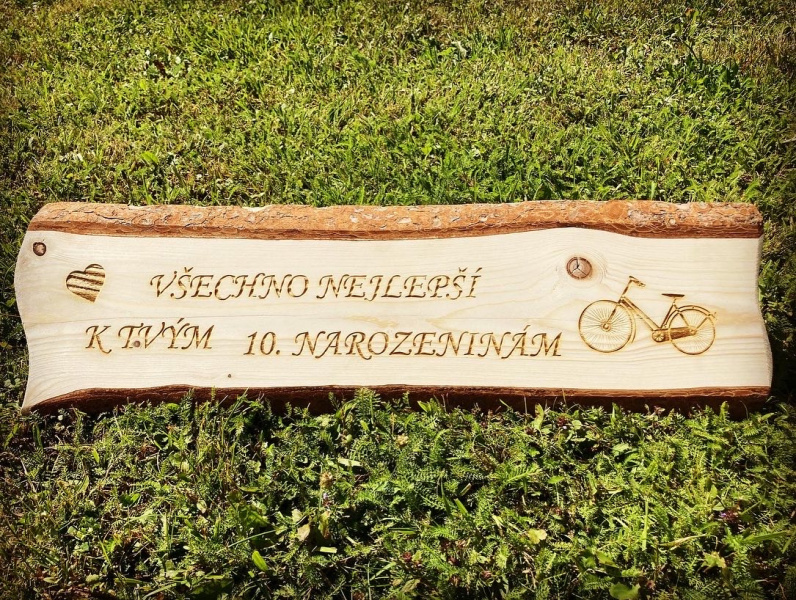 VŠECHNO NEJLEPŠÍ
K TVÝM 10. NAROZENINÁM